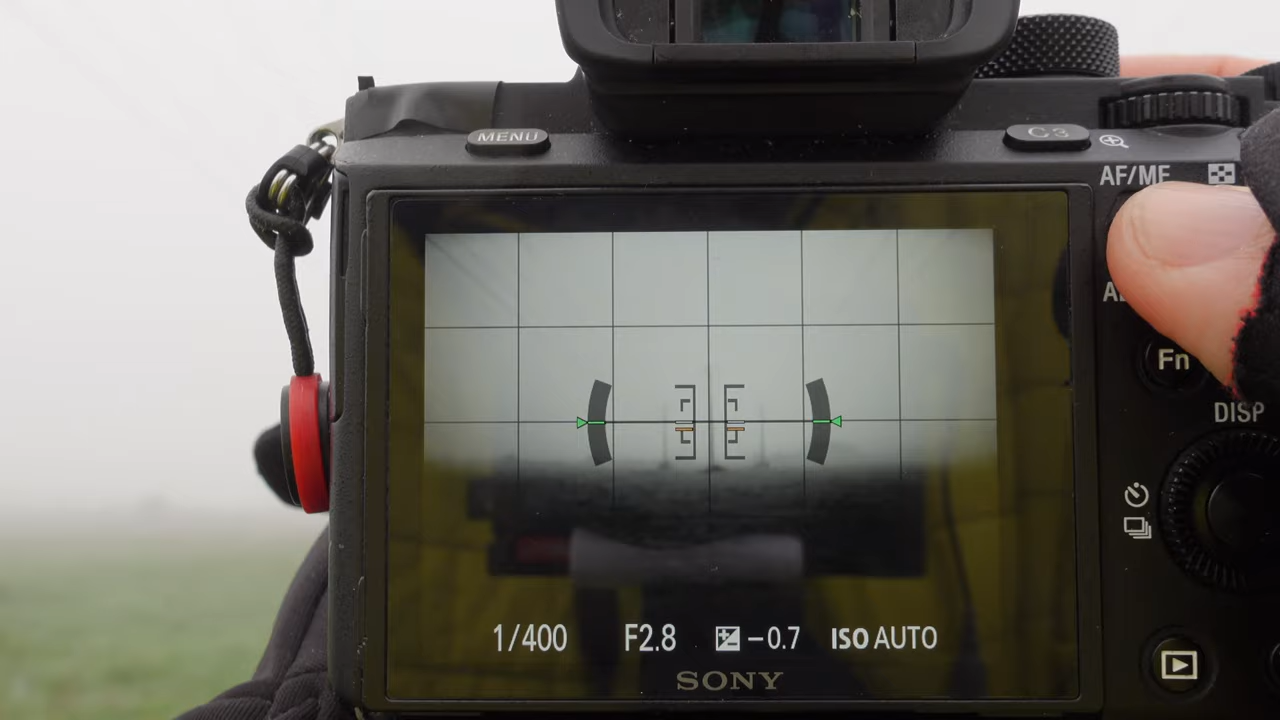 MENU
C3
AF/MF
Fn
DISP
1/400 F2.8 −0.7 ISO AUTO
SONY